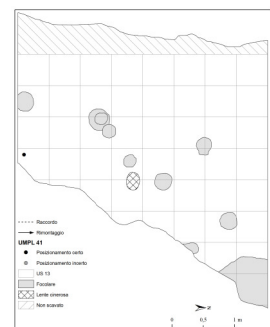 Raccordo
Rimontaggio
UMPL 41
Posizionamento certo
Posizionamento incerto
US 13
Focolare
Lente cinerosa
Non scavato
N
0 0,5 1 m